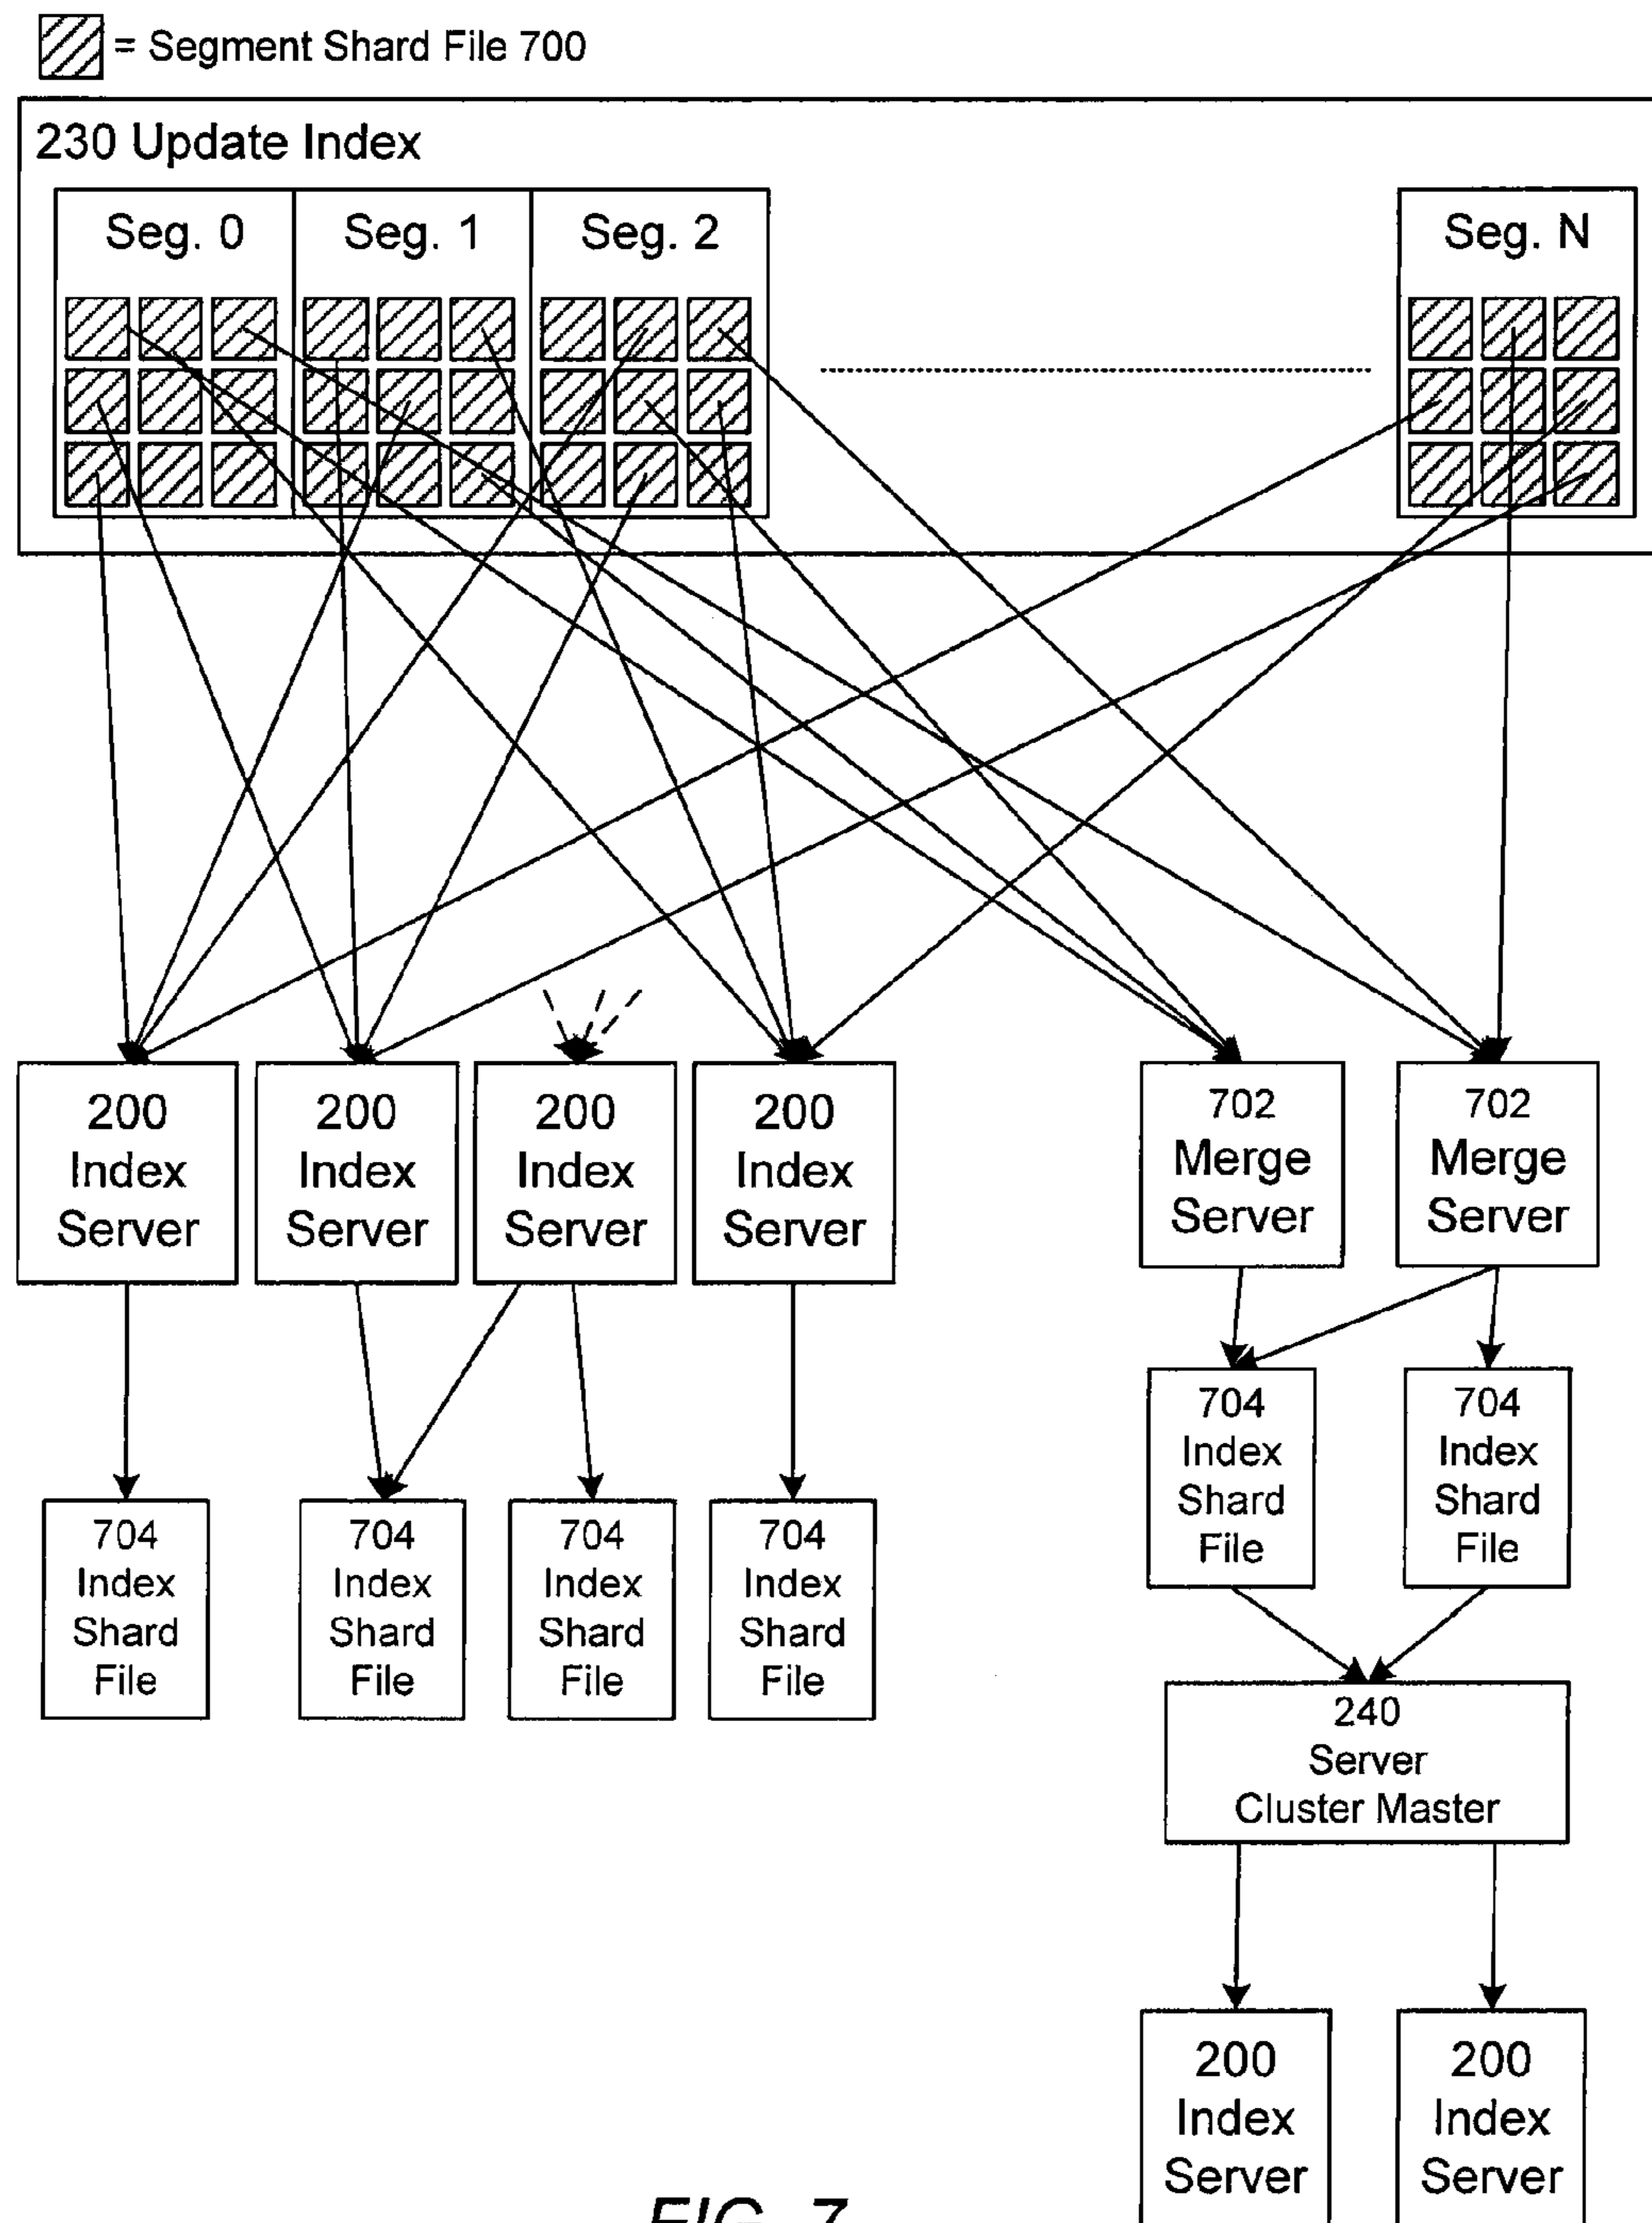 = Segment Shard File 700
230 Update Index
Seg. 0
Seg. 1
Seg. 2
Seg. N
200
Index
Server
200
Index
Server
200
Index
Server
200
Index
Server
702
Merge
Server
702
Merge
Server
704
Index
Shard
File
704
Index
Shard
File
704
Index
Shard
File
704
Index
Shard
File
704
Index
Shard
File
704
Index
Shard
File
240
Server
Cluster Master
200
Index
Server
200
Index
Server
FIG. 7